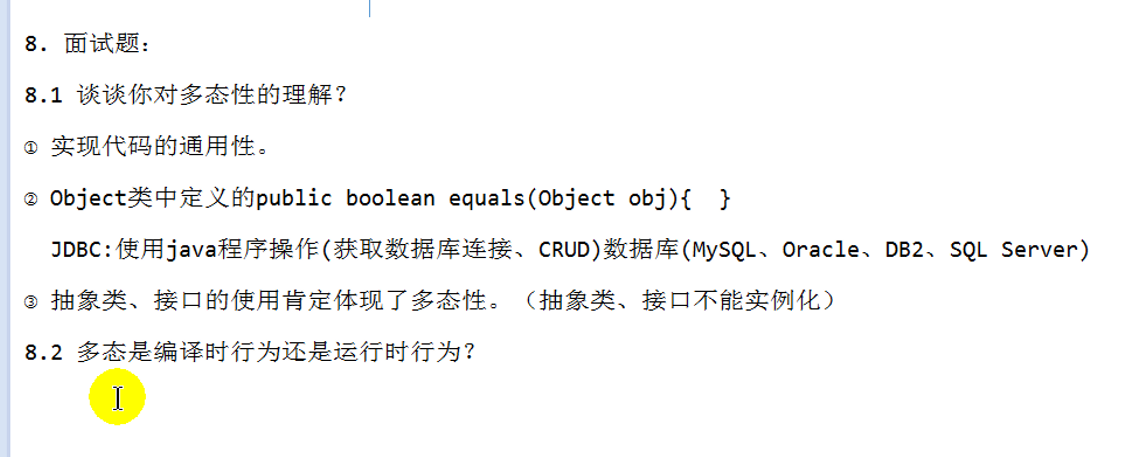 8. 面试题：
8.1 谈谈你对多态性的理解？
① 实现代码的通用性。
② Object类中定义的public boolean equals(Object obj){  }
JDBC:使用java程序操作(获取数据库连接、CRUD)数据库(MySQL、Oracle、DB2、SQL Server)
③ 抽象类、接口的使用肯定体现了多态性。（抽象类、接口不能实例化）
8.2 多态是编译时行为还是运行时行为？